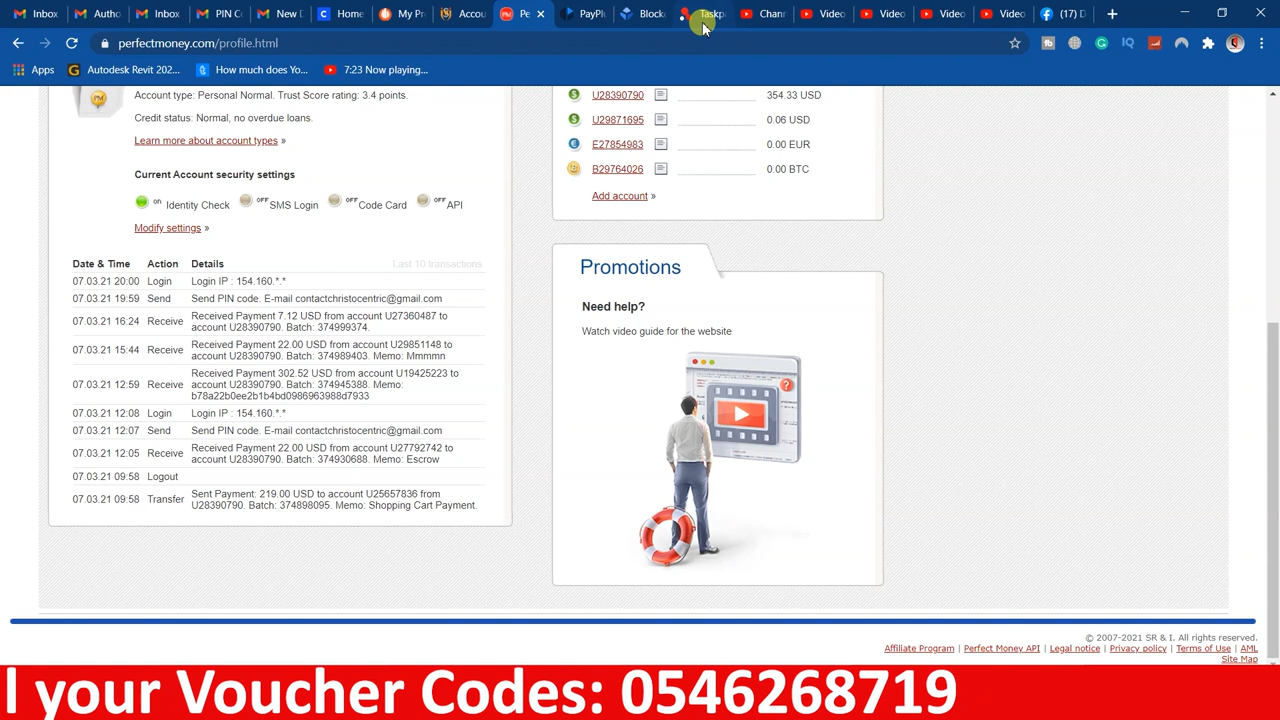 Inbox
Autho
Inbox
PIN C
New D
Home
My Pr
Accou
Pe
PayPl
Block
Taskp
Chann
Video
Video
Video
Video
(17) D
perfectmoney.com/profile.html
Apps
Autodesk Revit 202...
How much does Yo...
7:23 Now playing...
Account type: Personal Normal. Trust Score rating: 3.4 points.
Credit status: Normal, no overdue loans.
Learn more about account types »
Current Account security settings
on Identity Check OFF SMS Login OFF Code Card OFF API
Modify settings »
Date & Time Action Details Last 10 transactions
07.03.21 20:00 Login Login IP : 154.160.*.*
07.03.21 19:59 Send Send PIN code. E-mail contactchristocentric@gmail.com
07.03.21 16:24 Receive Received Payment 7.12 USD from account U27360487 to
account U28390790. Batch: 374999374.
07.03.21 15:44 Receive Received Payment 22.00 USD from account U29851148 to
account U28390790. Batch: 374989403. Memo: Mmmmn
07.03.21 12:59 Receive Received Payment 302.52 USD from account U19425223 to
account U28390790. Batch: 374945388. Memo:
b78a22b0ee2b1b4bd0986963988d7933
07.03.21 12:08 Login Login IP : 154.160.*.*
07.03.21 12:07 Send Send PIN code. E-mail contactchristocentric@gmail.com
07.03.21 12:05 Receive Received Payment 22.00 USD from account U27792742 to
account U28390790. Batch: 374930688. Memo: Escrow
07.03.21 09:58 Logout
07.03.21 09:58 Transfer Sent Payment: 219.00 USD to account U25657836 from
U28390790. Batch: 374898095. Memo: Shopping Cart Payment.
U28390790 354.33 USD
U29871695 0.06 USD
E27854983 0.00 EUR
B29764026 0.00 BTC
Add account »
Promotions
Need help?
Watch video guide for the website
© 2007-2021 SR & I. All rights reserved.
Affiliate Program | Perfect Money API | Legal notice | Privacy policy | Terms of Use | AML
Site Map
l your Voucher Codes: 0546268719